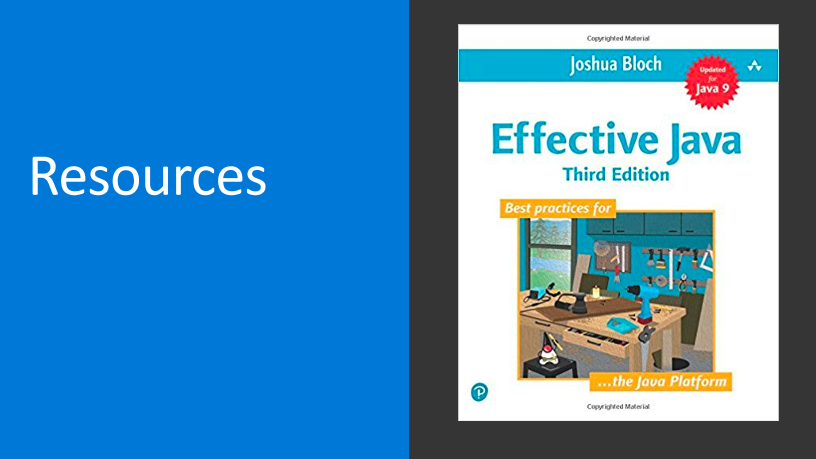 Resources
Copyrighted Material
Joshua Bloch
Updated
for
Java 9
Effective Java
Third Edition
Best practices for
...the Java Platform
P
Copyrighted Material